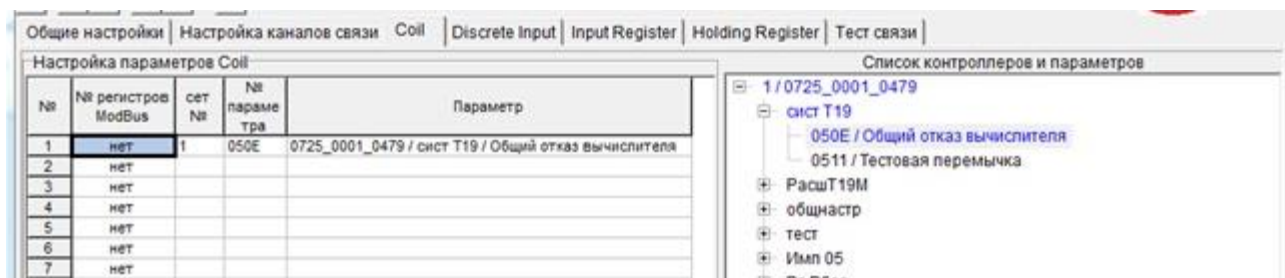 Общие настройки Настройка каналов связи Coil Discrete Input Input Register Holding Register Тест связи
Настройка параметров Coil
№ № регистров ModBus сет № № параме тра Параметр
1 нет 1 050E 0725_0001_0479 / сист Т19 / Общий отказ вычислителя
2 нет
3 нет
4 нет
5 нет
6 нет
7 нет
Список контроллеров и параметров
1 / 0725_0001_0479
сист Т19
050E / Общий отказ вычислителя
0511 / Тестовая перемычка
РасшТ19М
общнастр
тест
Имп 05